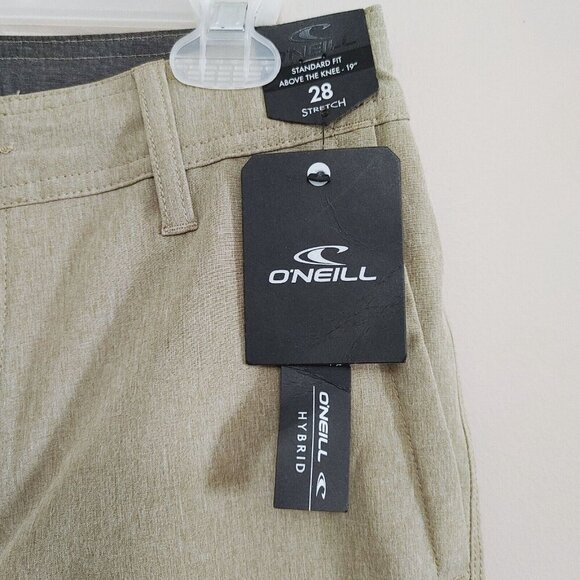 O'NEILL
STANDARD FIT
ABOVE THE KNEE - 19"
28
STRETCH
O'NEILL
O'NEILL
HYBRID